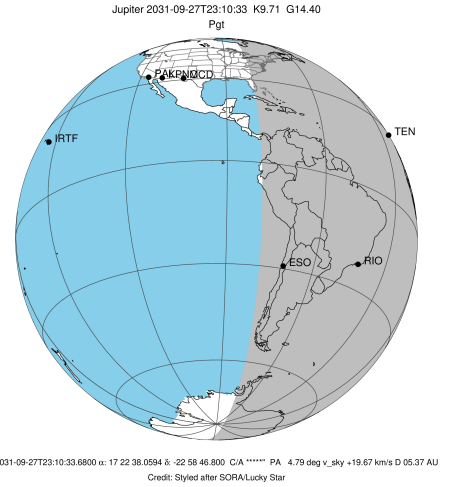 Jupiter 2031-09-27T23:10:33 K9.71 G14.40
Pgt
KPNO MCD
IRTF
TEN
ESO
RIO
031-09-27T23:10:33.6800 α: 17 22 38.0594 δ: -22 58 46.800 C/A *****" PA 4.79 deg v_sky +19.67 km/s D 05.37 AU
Credit: Styled after SORA/Lucky Star